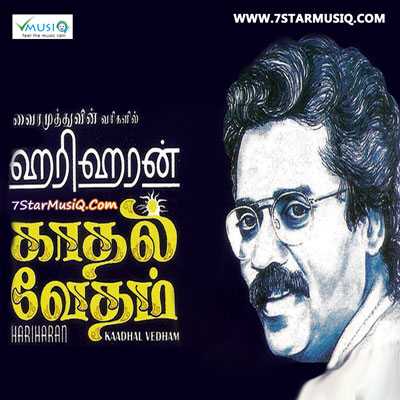 VMUSIQ
feel the music rain
WWW.7STARMUSIQ.COM
வைரமுத்துவின் வரிகளில்
ஹரிஹரன்
7StarMusiQ.Com
காதல்
வேதம்
HARIHARAN
KAADHAL VEDHAM